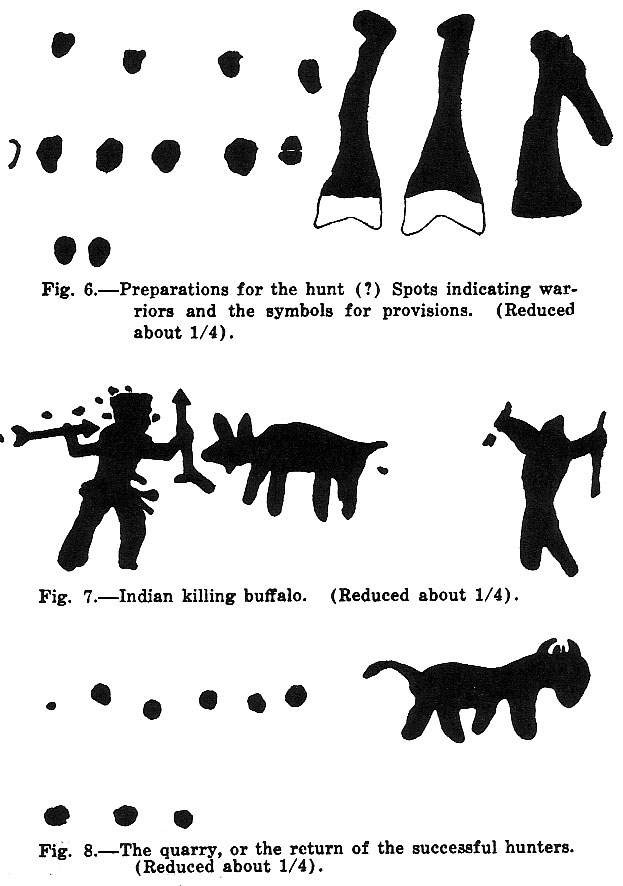 Fig. 6.—Preparations for the hunt (?) Spots indicating war-
riors and the symbols for provisions. (Reduced
about 1/4).
Fig. 7.—Indian killing buffalo. (Reduced about 1/4).
Fig. 8.—The quarry, or the return of the successful hunters.
(Reduced about 1/4).